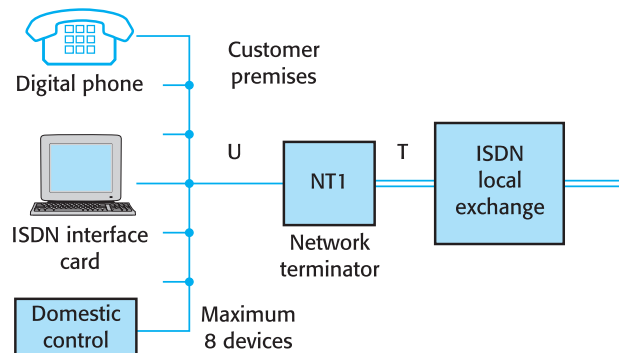 Digital phone
Customer
premises
U
T
NT1
ISDN
local
exchange
ISDN interface
card
Network
terminator
Domestic
control
Maximum
8 devices